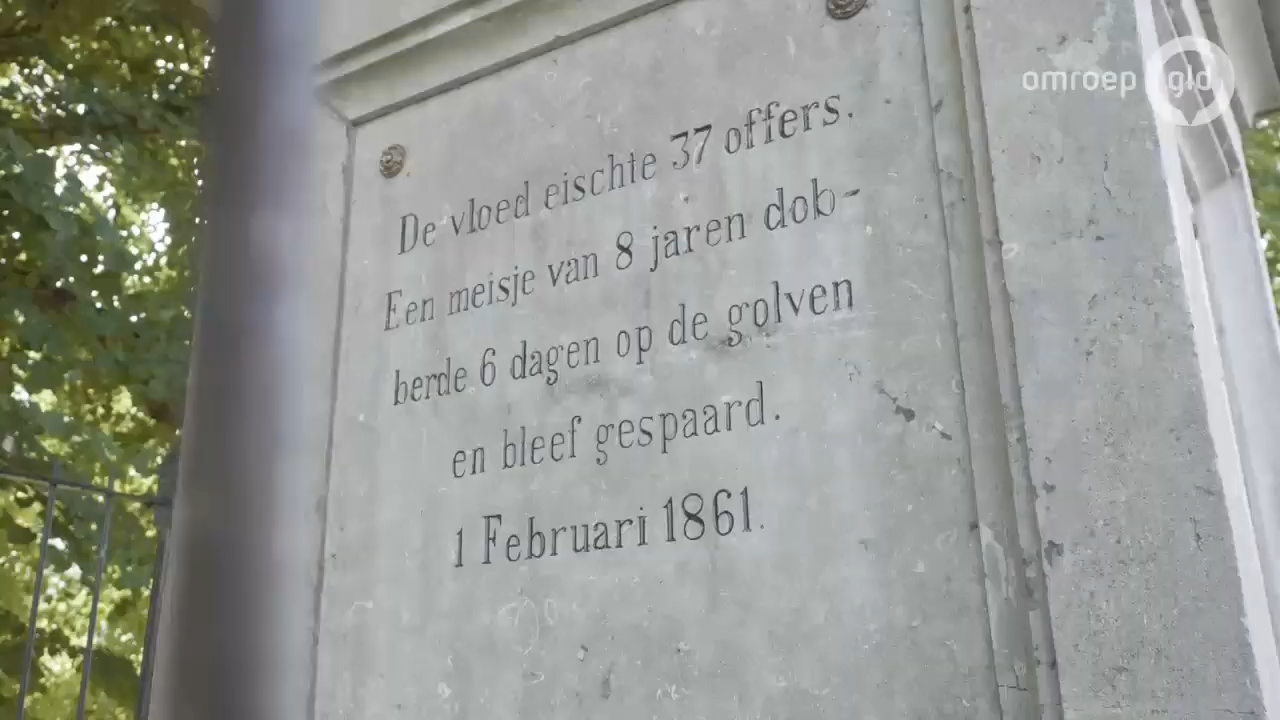 omroep gld
De vloed eischte 37 offers.
Een meisje van 8 jaren dob-
berde 6 dagen op de golven
en bleef gespaard.
1 Februari 1861.